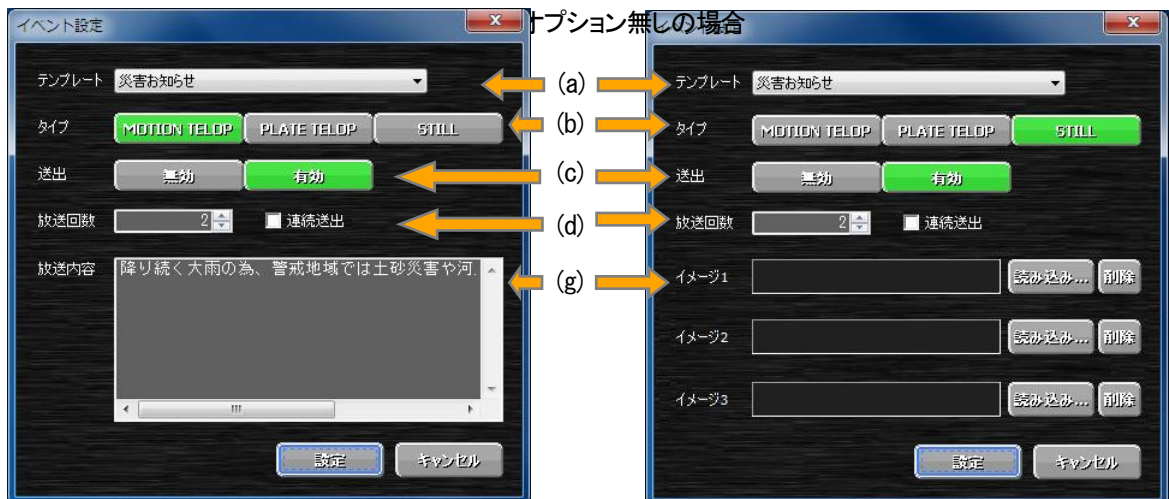 オプション無しの場合
イベント設定
テンプレート 災害お知らせ
タイプ MOTION TELOP PLATE TELOP STILL
送出 無効 有効
放送回数 2 連続送出
放送内容 降り続く大雨の為、警戒地域では土砂災害や河
設定 キャンセル
(a)
(b)
(c)
(d)
(g)
テンプレート 災害お知らせ
タイプ MOTION TELOP PLATE TELOP STILL
送出 無効 有効
放送回数 2 連続送出
イメージ1 読み込み... 削除
イメージ2 読み込み... 削除
イメージ3 読み込み... 削除
設定 キャンセル